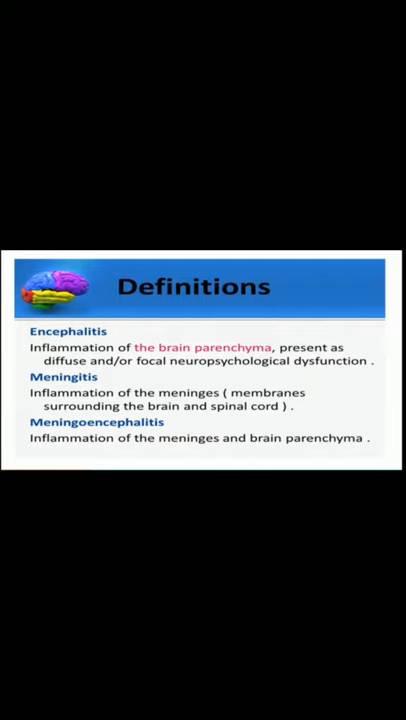 Definitions
Encephalitis
Inflammation of the brain parenchyma, present as
diffuse and/or focal neuropsychological dysfunction .
Meningitis
Inflammation of the meninges ( membranes
surrounding the brain and spinal cord ) .
Meningoencephalitis
Inflammation of the meninges and brain parenchyma .